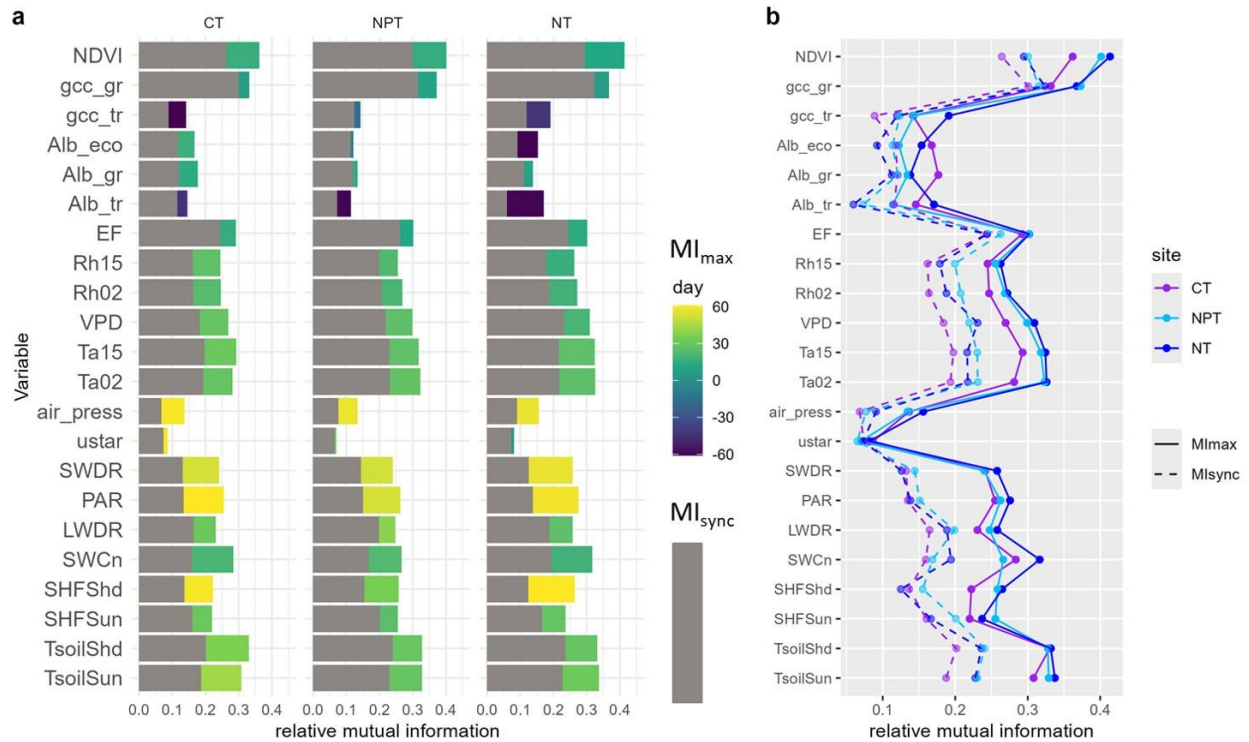 a
CT NPT NT
NDVI
gcc_gr
gcc_tr
Alb_eco
Alb_gr
Alb_tr
EF
Rh15
Rh02
VPD
Ta15
Ta02
air_press
ustar
SWDR
PAR
LWDR
SWCn
SHFShd
SHFSun
TsoilShd
TsoilSun
Variable
0.0 0.1 0.2 0.3 0.4 0.0 0.1 0.2 0.3 0.4 0.0 0.1 0.2 0.3 0.4
relative mutual information
MImax
day
60
30
0
-30
-60
MIsync
b
NDVI
gcc_gr
gcc_tr
Alb_eco
Alb_gr
Alb_tr
EF
Rh15
Rh02
VPD
Ta15
Ta02
air_press
ustar
SWDR
PAR
LWDR
SWCn
SHFShd
SHFSun
TsoilShd
TsoilSun
0.1 0.2 0.3 0.4
relative mutual information
site
CT
NPT
NT
MImax
MIsync